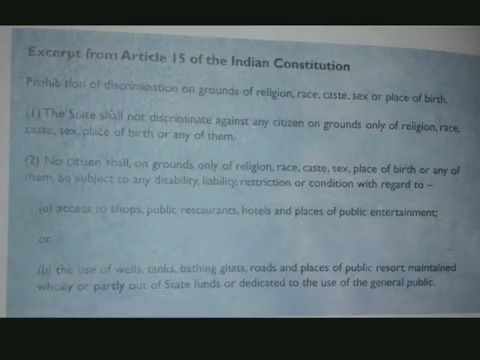 Excerpt from Article 15 of the Indian Constitution
Prohibition of discrimination on grounds of religion, race, caste, sex or place of birth.
(1) The State shall not discriminate against any citizen on grounds only of religion, race,
caste, sex, place of birth or any of them.
(2) No citizen shall, on grounds only of religion, race, caste, sex, place of birth or any of
them, be subject to any disability, liability, restriction or condition with regard to –
(a) access to shops, public restaurants, hotels and places of public entertainment;
or
(b) the use of wells, tanks, bathing ghats, roads and places of public resort maintained
wholly or partly out of State funds or dedicated to the use of the general public.